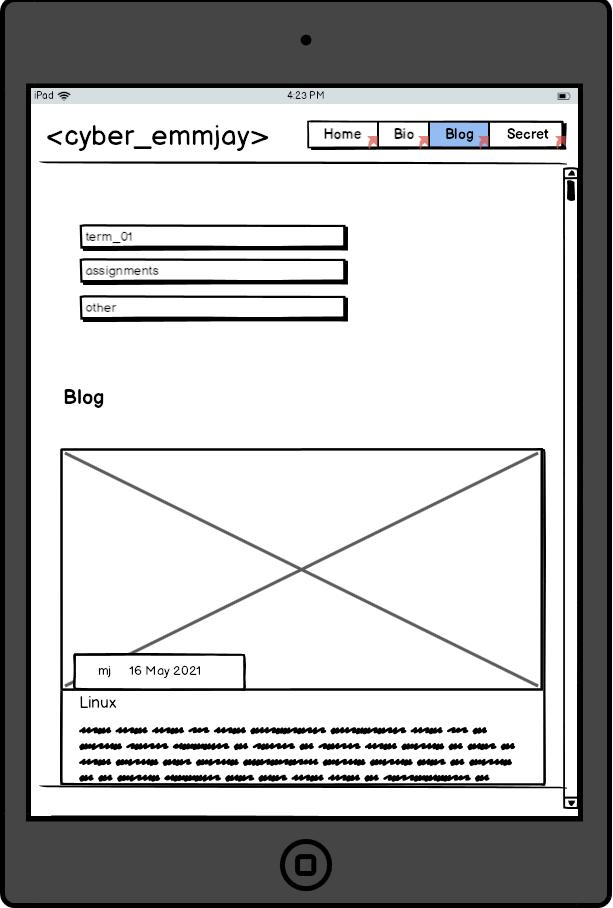 iPad 4:23 PM
<cyber_emmjay> Home Bio Blog Secret
term_01
assignments
other
Blog
mj 16 May 2021
Linux